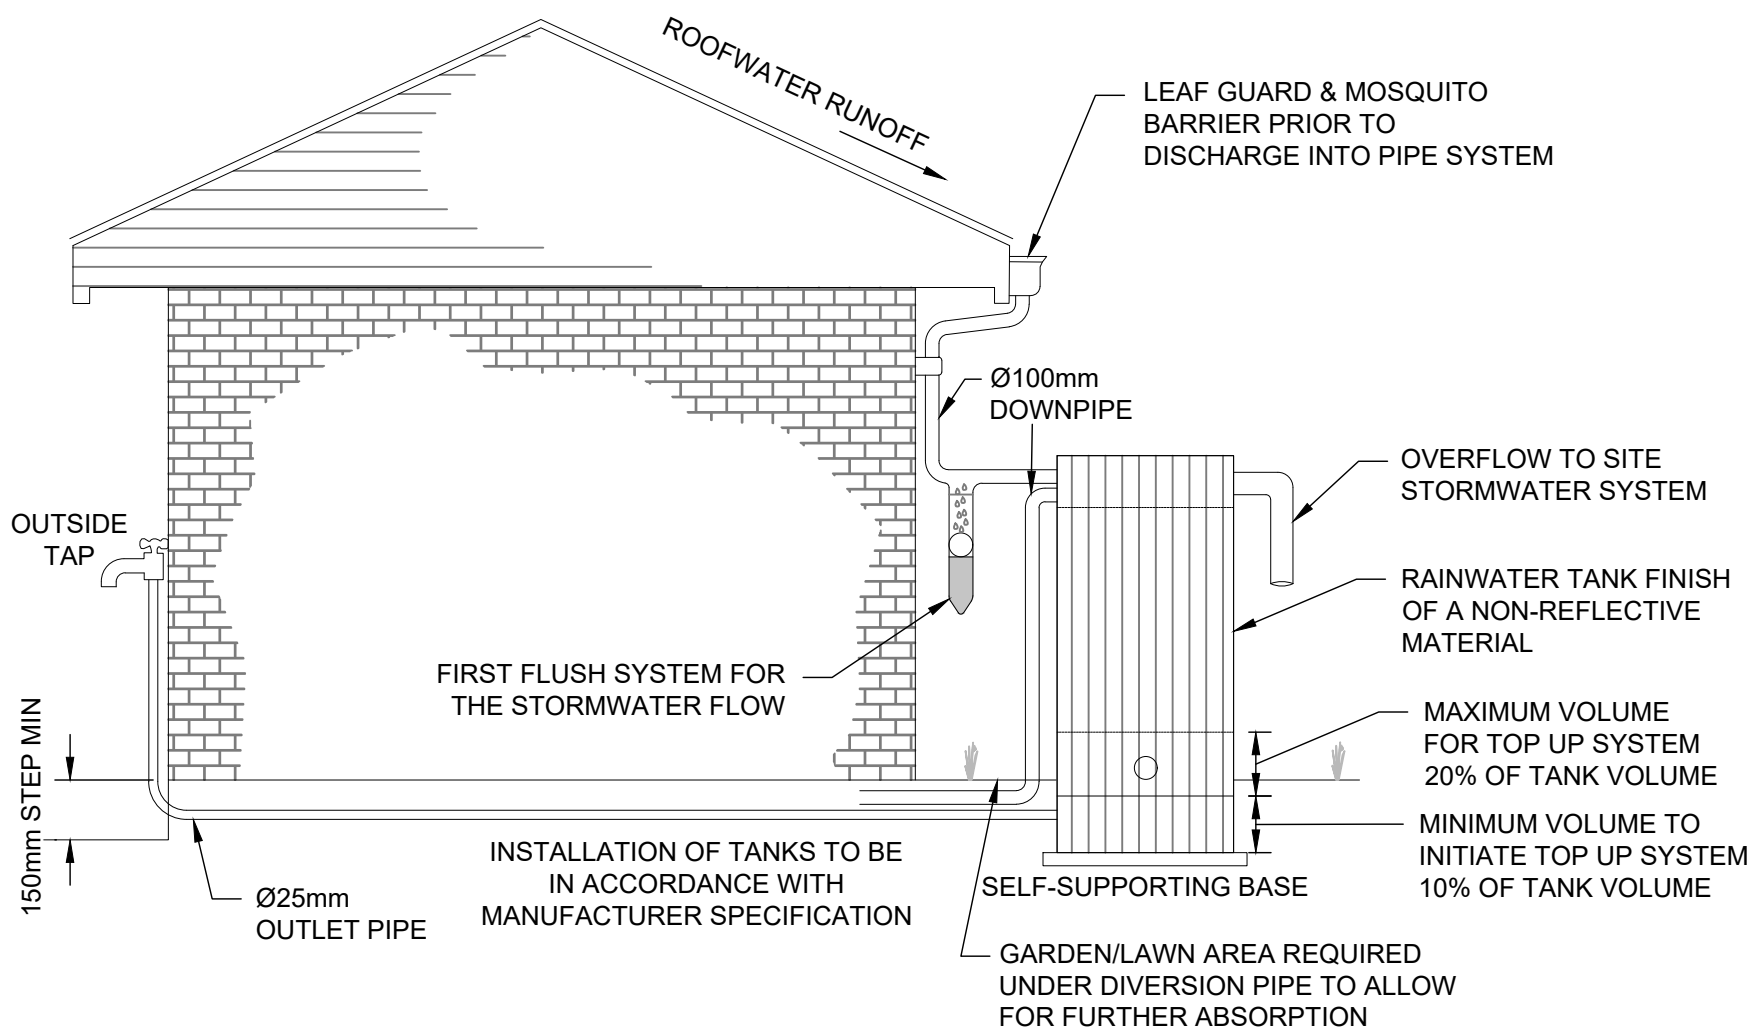 ROOFWATER RUNOFF
LEAF GUARD & MOSQUITO
BARRIER PRIOR TO
DISCHARGE INTO PIPE SYSTEM
Ø100mm
DOWNPIPE
OVERFLOW TO SITE
STORMWATER SYSTEM
OUTSIDE
TAP
RAINWATER TANK FINISH
OF A NON-REFLECTIVE
MATERIAL
FIRST FLUSH SYSTEM FOR
THE STORMWATER FLOW
MAXIMUM VOLUME
FOR TOP UP SYSTEM
20% OF TANK VOLUME
150mm STEP MIN
MINIMUM VOLUME TO
INITIATE TOP UP SYSTEM
10% OF TANK VOLUME
INSTALLATION OF TANKS TO BE
IN ACCORDANCE WITH
MANUFACTURER SPECIFICATION
SELF-SUPPORTING BASE
Ø25mm
OUTLET PIPE
GARDEN/LAWN AREA REQUIRED
UNDER DIVERSION PIPE TO ALLOW
FOR FURTHER ABSORPTION